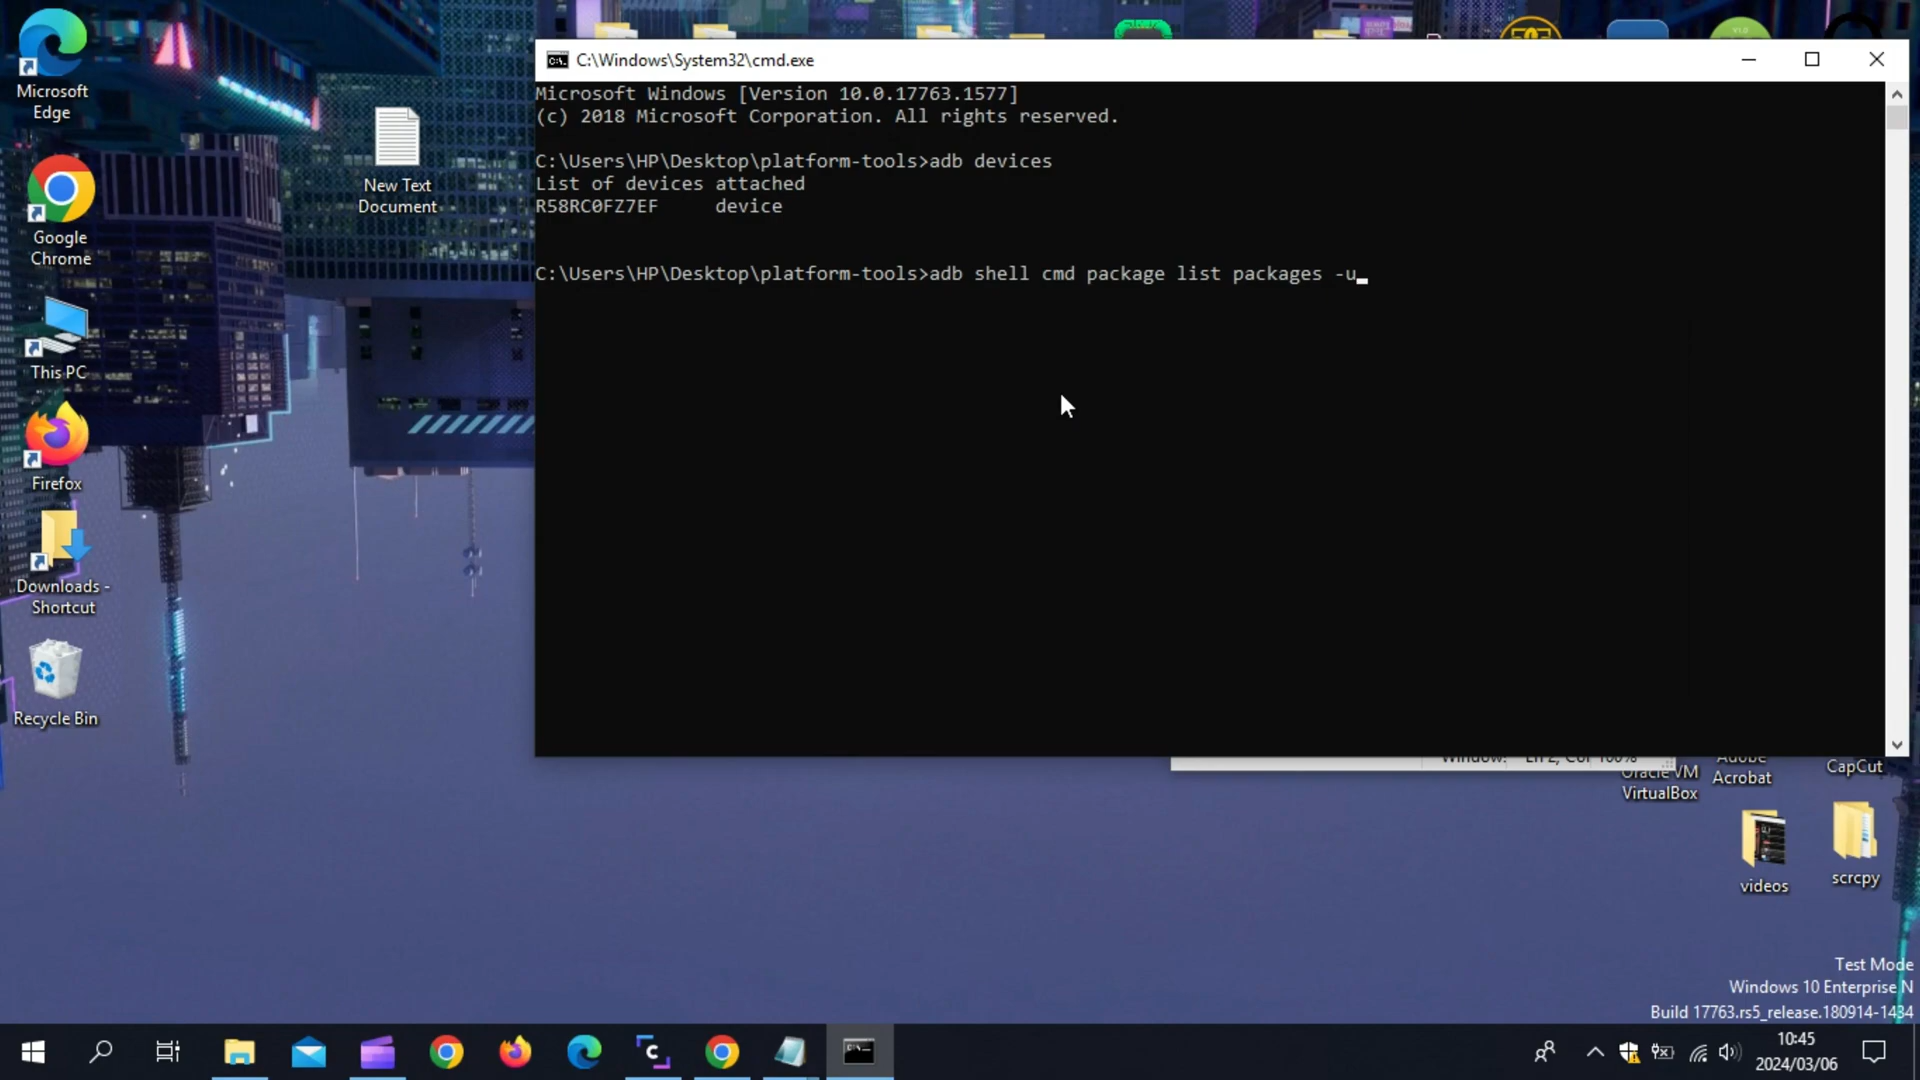 C:\Windows\System32\cmd.exe
Microsoft Windows [Version 10.0.17763.1577]
(c) 2018 Microsoft Corporation. All rights reserved.
C:\Users\HP\Desktop\platform-tools>adb devices
List of devices attached
R58RC0FZ7EF device
C:\Users\HP\Desktop\platform-tools>adb shell cmd package list packages -u
Microsoft
Edge
New Text
Document
Google
Chrome
This PC
Firefox
Downloads -
Shortcut
Recycle Bin
Oracle VM
VirtualBox
Adobe
Acrobat
CapCut
videos
scrcpy
Test Mode
Windows 10 Enterprise N
Build 17763.rs5_release.180914-1434
10:45
2024/03/06